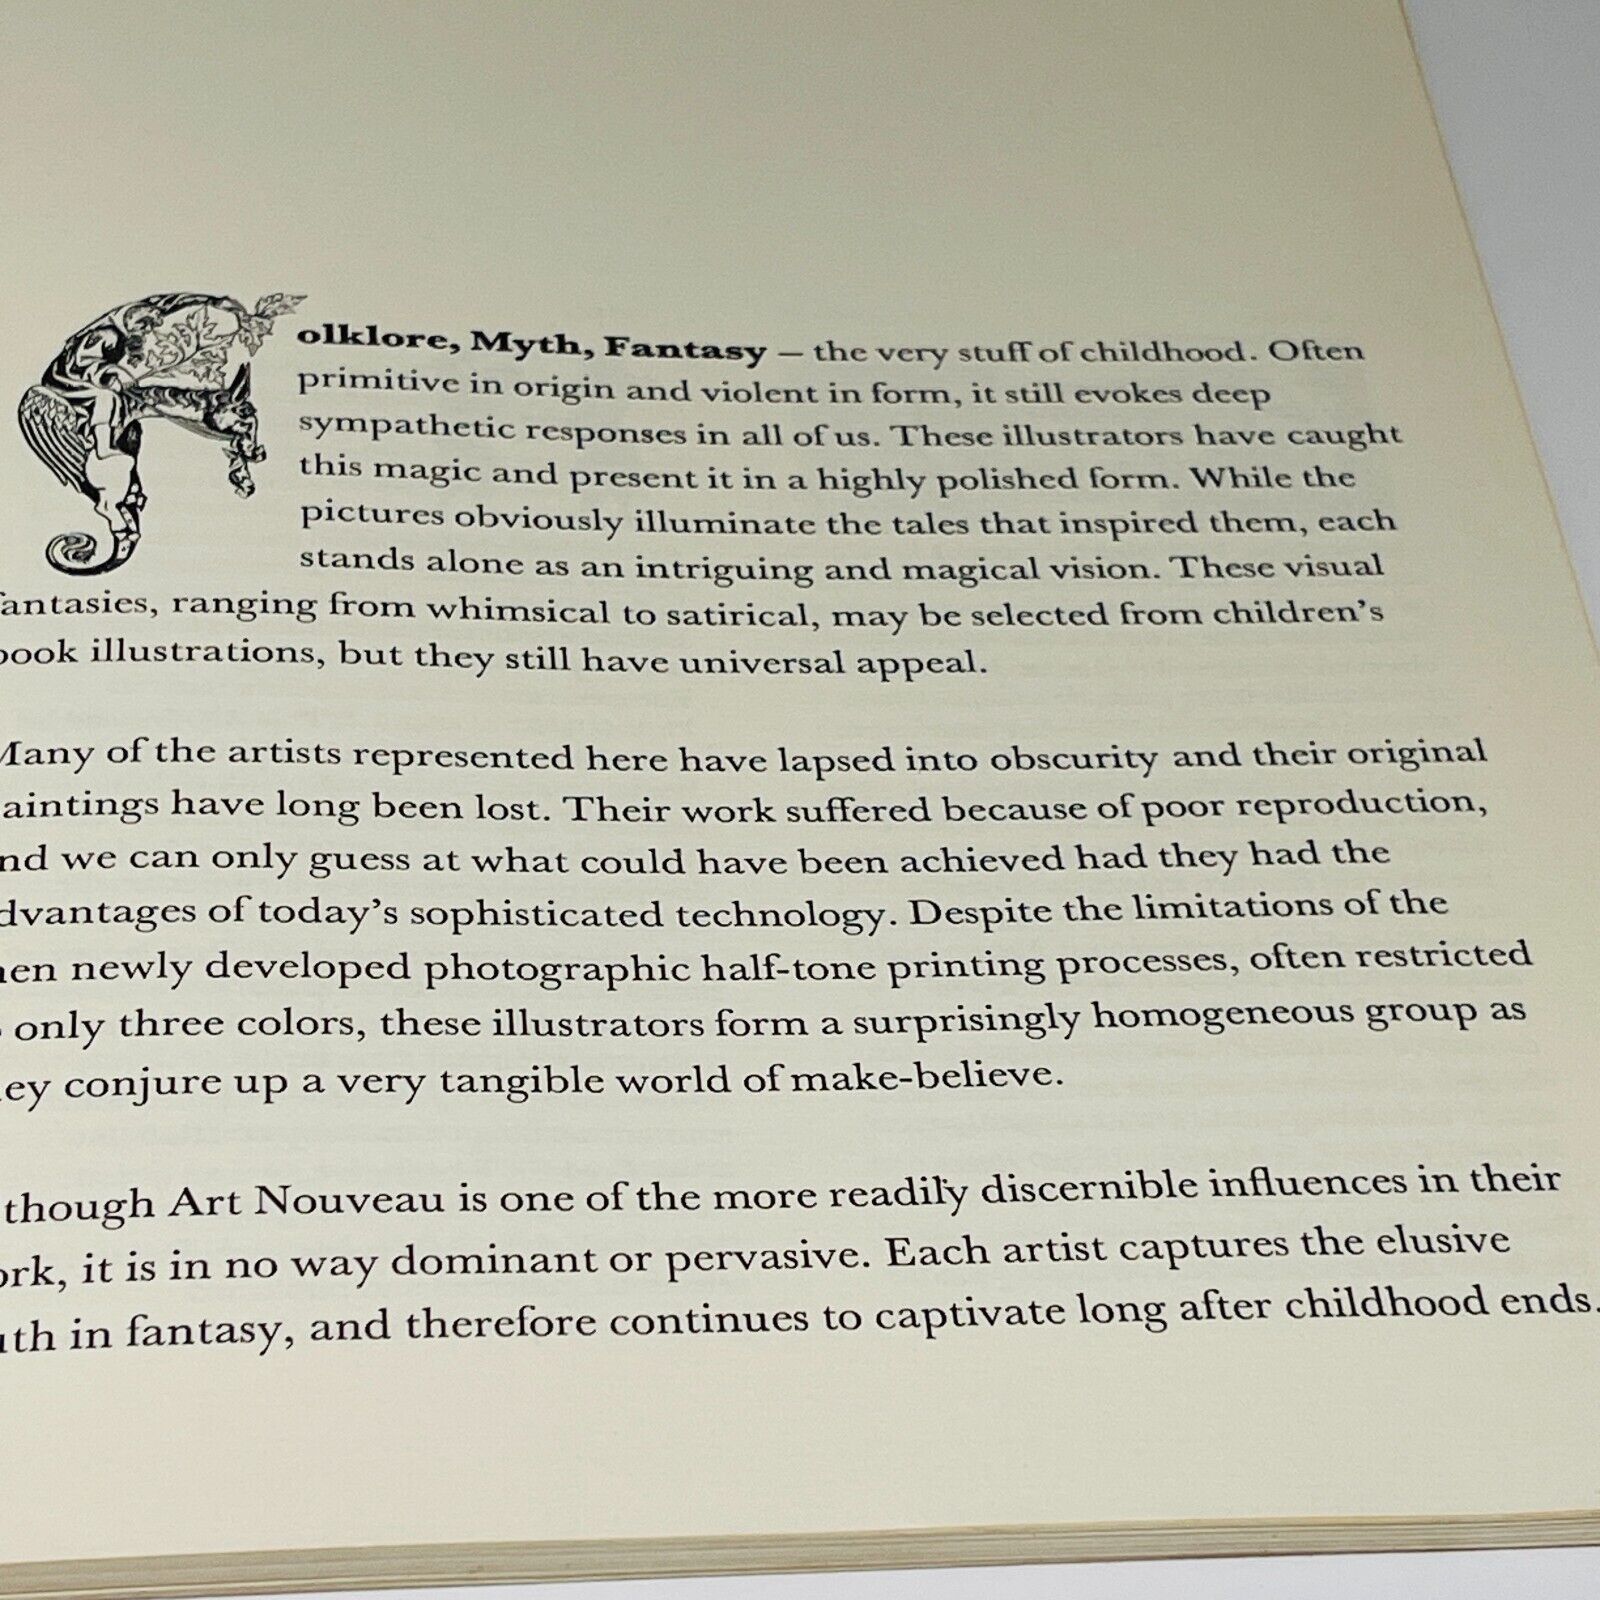 Folklore, Myth, Fantasy – the very stuff of childhood. Often
primitive in origin and violent in form, it still evokes deep
sympathetic responses in all of us. These illustrators have caught
this magic and present it in a highly polished form. While the
pictures obviously illuminate the tales that inspired them, each
stands alone as an intriguing and magical vision. These visual
fantasies, ranging from whimsical to satirical, may be selected from children's
book illustrations, but they still have universal appeal.
Many of the artists represented here have lapsed into obscurity and their original
aintings have long been lost. Their work suffered because of poor reproduction,
nd we can only guess at what could have been achieved had they had the
dvantages of today's sophisticated technology. Despite the limitations of the
hen newly developed photographic half-tone printing processes, often restricted
only three colors, these illustrators form a surprisingly homogeneous group as
ey conjure up a very tangible world of make-believe.
though Art Nouveau is one of the more readily discernible influences in their
ork, it is in no way dominant or pervasive. Each artist captures the elusive
uth in fantasy, and therefore continues to captivate long after childhood ends.